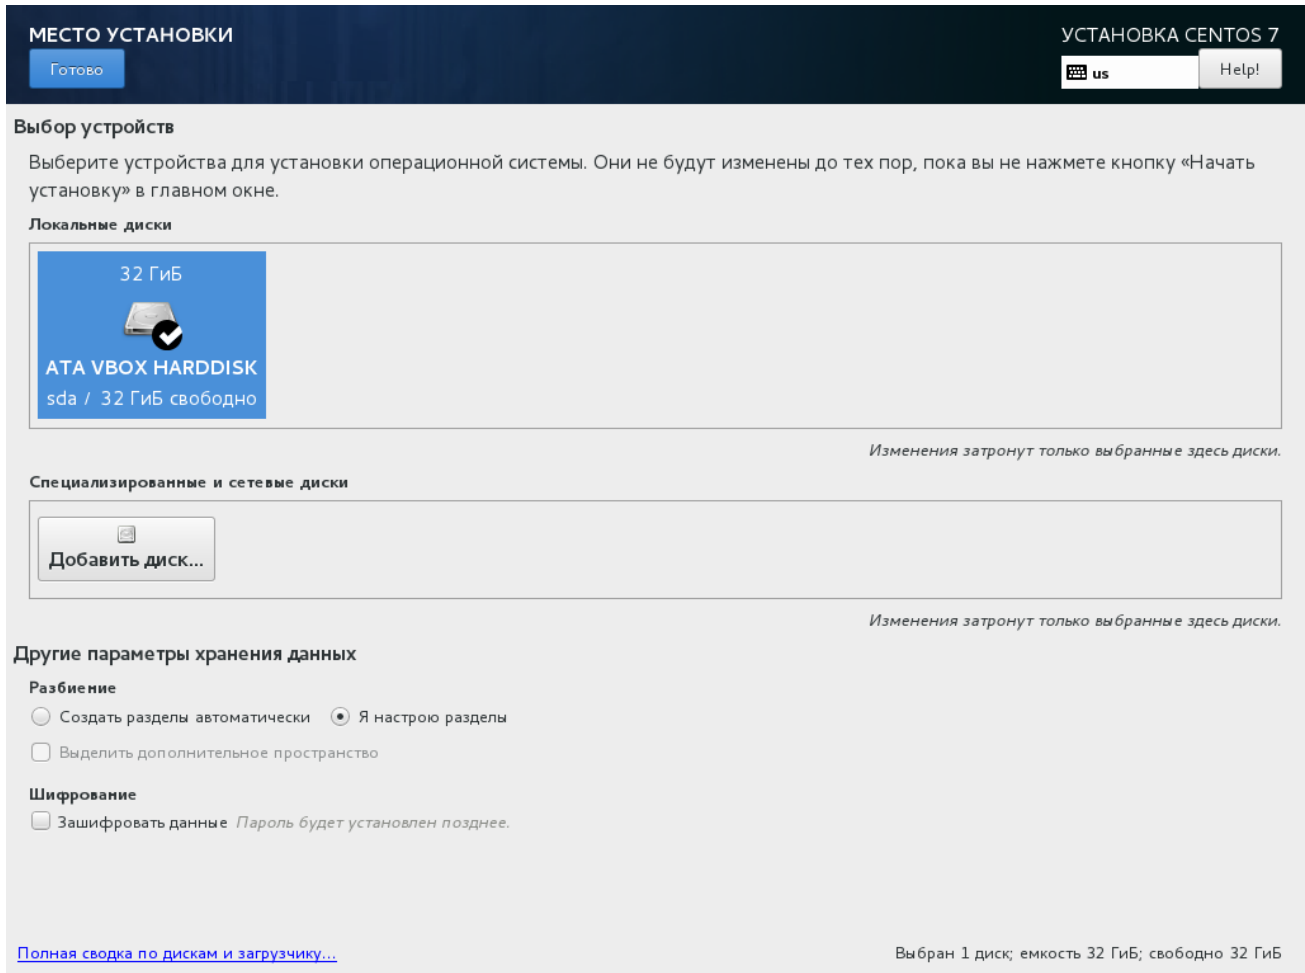 МЕСТО УСТАНОВКИ
УСТАНОВКА CENTOS 7
Готово
us
Help!
Выбор устройств
Выберите устройства для установки операционной системы. Они не будут изменены до тех пор, пока вы не нажмете кнопку «Начать
установку» в главном окне.
Локальные диски
32 ГиБ
ATA VBOX HARDDISK
sda / 32 ГиБ свободно
Изменения затронут только выбранные здесь диски.
Специализированные и сетевые диски
Добавить диск...
Изменения затронут только выбранные здесь диски.
Другие параметры хранения данных
Разбиение
Создать разделы автоматически Я настрою разделы
Выделить дополнительное пространство
Шифрование
Зашифровать данные Пароль будет установлен позднее.
Полная сводка по дискам и загрузчику...
Выбран 1 диск; емкость 32 ГиБ; свободно 32 ГиБ